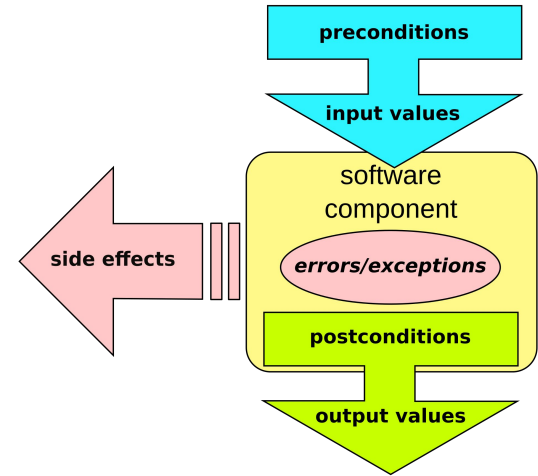 preconditions
input values
software
component
side effects
errors/exceptions
postconditions
output values